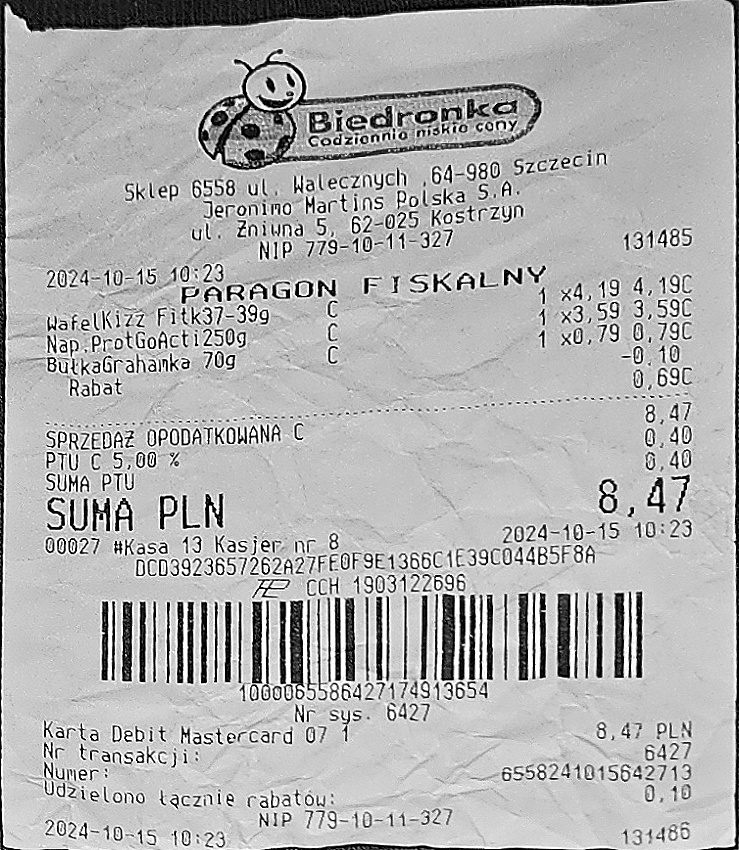 Biedronka
Codziennie niskie ceny
Sklep 6558 ul. Walecznych ,64-980 Szczecin
Jeronimo Martins Polska S.A.
ul. Żniwna 5, 62-025 Kostrzyn
NIP 779-10-11-327
2024-10-15 10:23 131485
PARAGON FISKALNY
WafelKizz Fitk37-39g C 1 x4,19 4,19C
Nap.ProtGoActi250g C 1 x3,59 3,59C
BułkaGrahamka 70g C 1 x0,79 0,79C
Rabat -0,10
0,69C
SPRZEDAŻ OPODATKOWANA C 8,47
PTU C 5,00 % 0,40
SUMA PTU 0,40
SUMA PLN 8,47
00027 #Kasa 13 Kasjer nr 8 2024-10-15 10:23
DCD3923657262A27FE0F9E1366C1E39C044B5F8A
CCH 1903122696
1000065586427174913654
Nr sys. 6427
Karta Debit Mastercard 07 1 8,47 PLN
Nr transakcji: 6427
Numer: 6558241015642713
Udzielono łącznie rabatów: 0,10
NIP 779-10-11-327
2024-10-15 10:23 131486